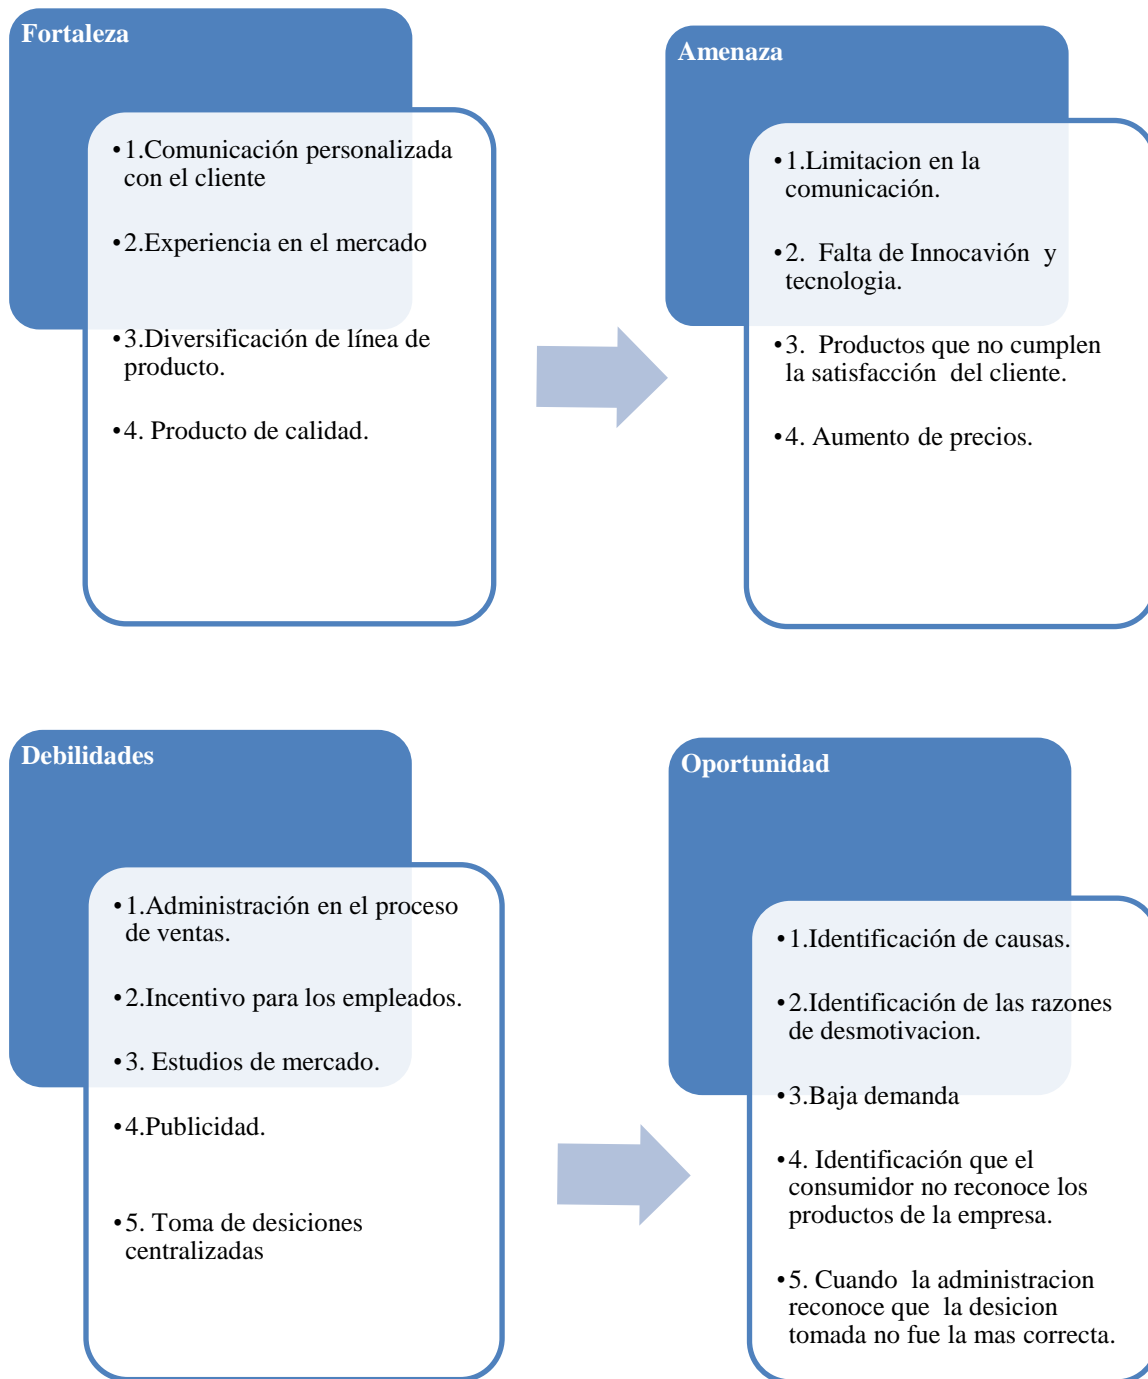 Fortaleza
•1.Comunicación personalizada
con el cliente
•2.Experiencia en el mercado
•3.Diversificación de línea de
producto.
•4. Producto de calidad.
Amenaza
•1.Limitacion en la
comunicación.
•2.  Falta de Innocavión  y
tecnologia.
•3.  Productos que no cumplen
la satisfacción  del cliente.
•4. Aumento de precios.
Debilidades
•1.Administración en el proceso
de ventas.
•2.Incentivo para los empleados.
•3. Estudios de mercado.
•4.Publicidad.
•5. Toma de desiciones
centralizadas
Oportunidad
•1.Identificación de causas.
•2.Identificación de las razones
de desmotivacion.
•3.Baja demanda
•4. Identificación que el
consumidor no reconoce los
productos de la empresa.
•5. Cuando  la administracion
reconoce que  la desicion
tomada no fue la mas correcta.